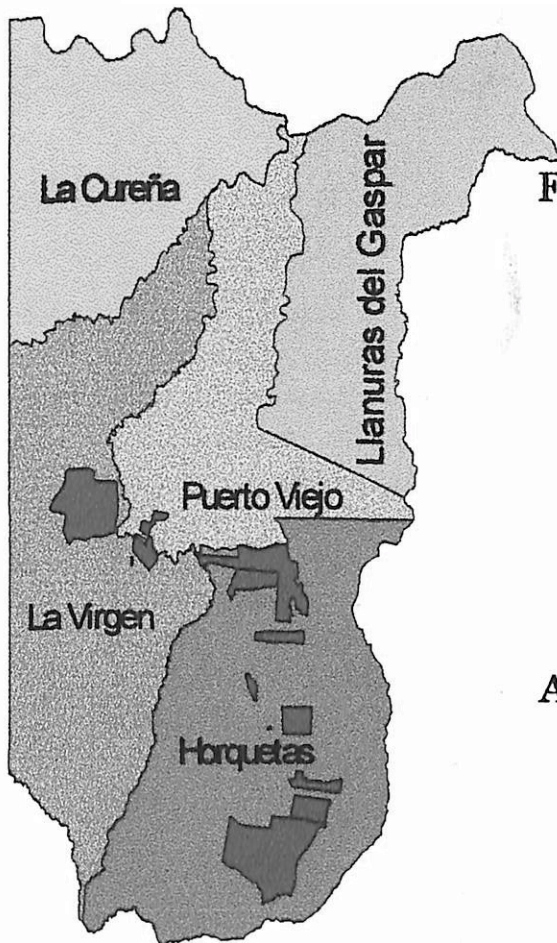 La Cureña
Llanuras del Gaspar
F
Puerto Viejo
La Virgen
A
Horquetas